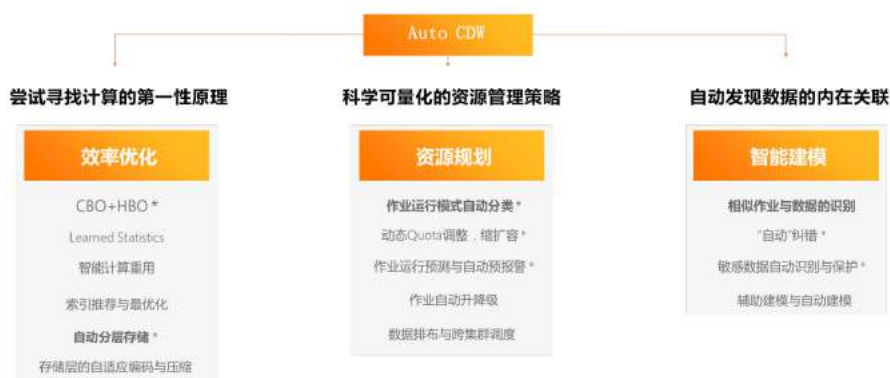 Auto CDW
尝试寻找计算的第一性原理
科学可量化的资源管理策略
自动发现数据的内在关联
效率优化
CBO+HBO *
Learned Statistics
智能计算重用
索引推荐与最优化
自动分层存储 *
存储层的自适应编码与压缩
资源规划
作业运行模式自动分类 *
动态Quota调整，缩扩容 *
作业运行预测与自动预报警 *
作业自动升降级
数据排布与跨集群调度
智能建模
相似作业与数据的识别
"自动"纠错 *
敏感数据自动识别与保护 *
辅助建模与自动建模